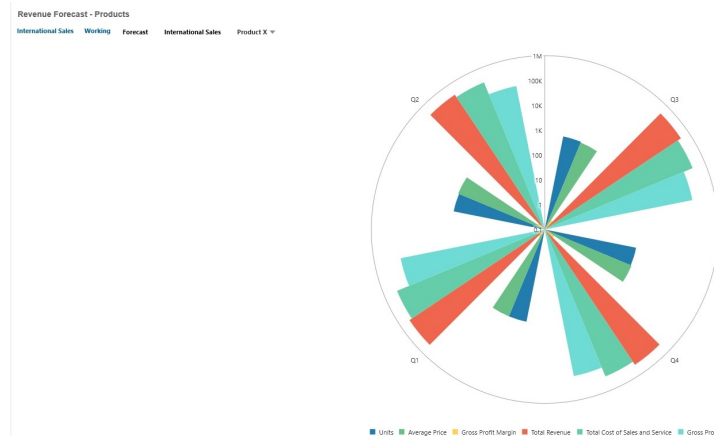 Revenue Forecast - Products
International Sales Working Forecast International Sales Product X
1M
100K
10K
1K
100
10
1
Q2
Q3
Q1
Q4
Units Average Price Gross Profit Margin Total Revenue Total Cost of Sales and Service Gross Pro